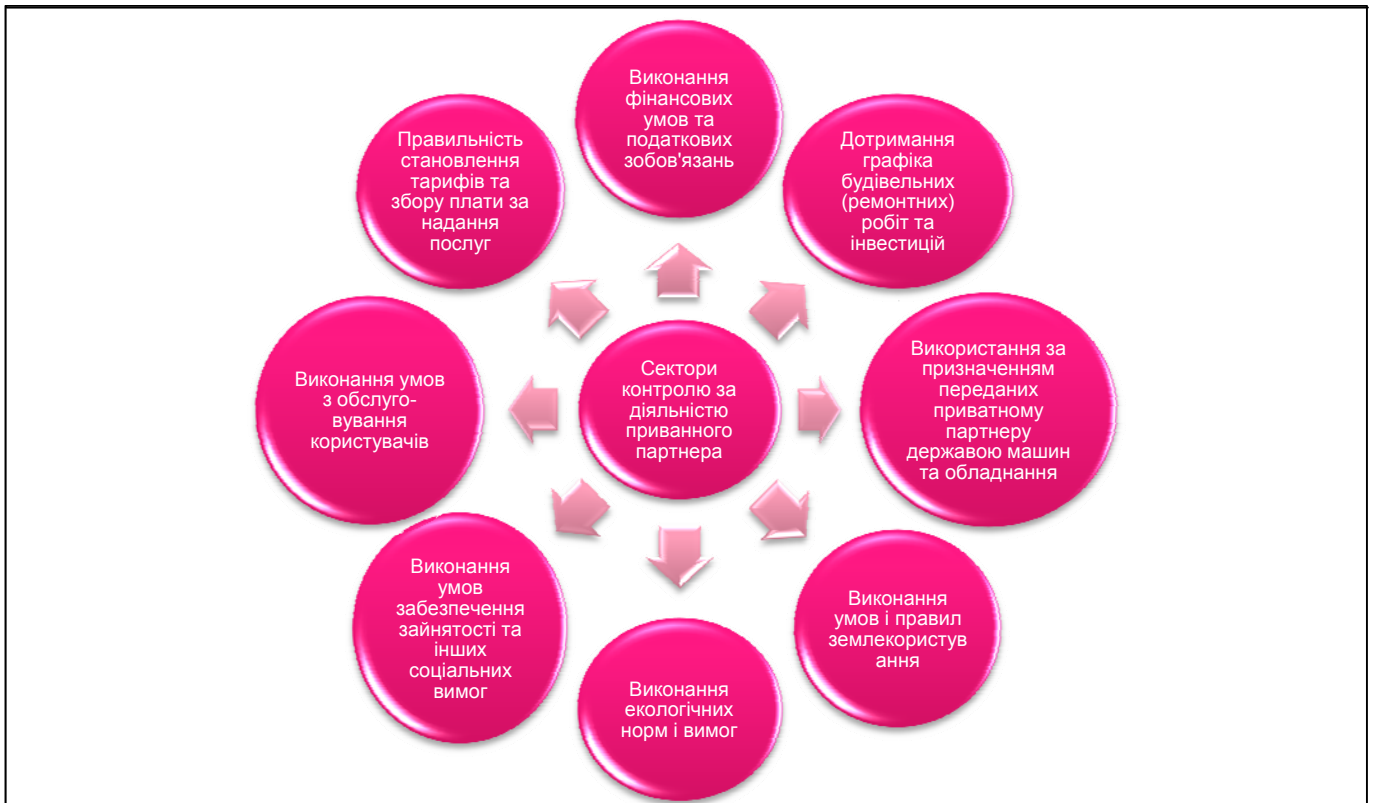 Виконання
фінансових
умов та
податкових
зобов'язань
Дотримання
графіка
будівельних
(ремонтних)
робіт та
інвестицій
Використання за
призначенням
переданих
приватному
партнеру
державою машин
та обладнання
Виконання
умов і правил
землекористув
ання
Виконання
екологічних
норм і вимог
Виконання
умов
забезпечення
зайнятості та
інших
соціальних
вимог
Виконання умов
з обслуго-
вування
користувачів
Правильність
становлення
тарифів та
збору плати за
надання
послуг
Сектори
контролю за
діяльністю
приванного
партнера